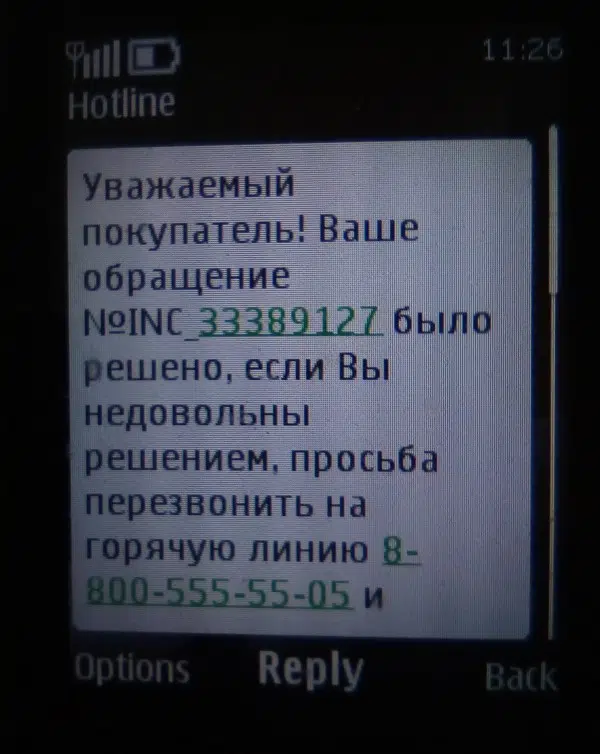 11:26
Hotline
Уважаемый
покупатель! Ваше
обращение
№INC_33389127 было
решено, если Вы
недовольны
решением, просьба
перезвонить на
горячую линию 8-
800-555-55-05 и
Options Reply Back